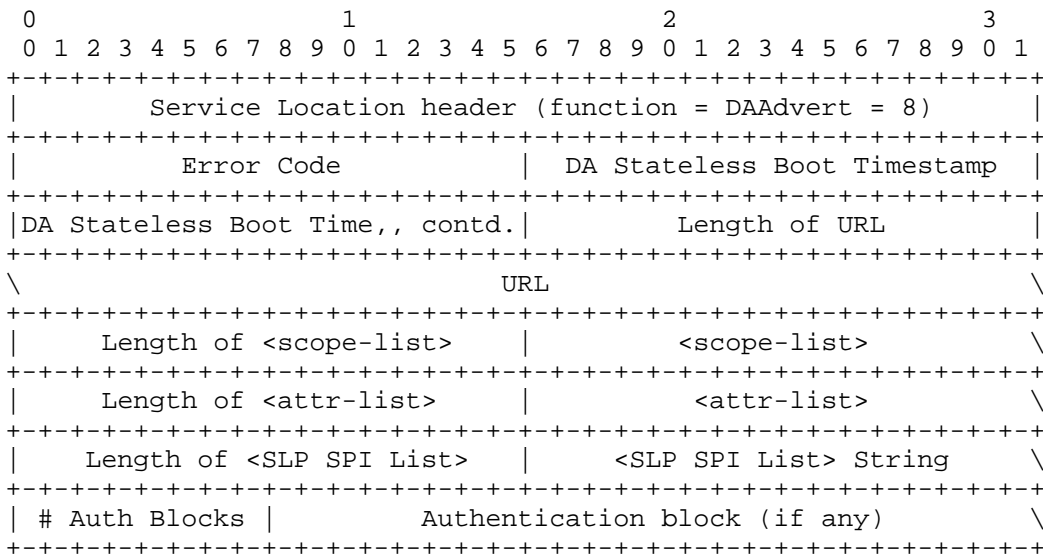 0                   1                   2                   3
 0 1 2 3 4 5 6 7 8 9 0 1 2 3 4 5 6 7 8 9 0 1 2 3 4 5 6 7 8 9 0 1
+-+-+-+-+-+-+-+-+-+-+-+-+-+-+-+-+-+-+-+-+-+-+-+-+-+-+-+-+-+-+-+-+
|        Service Location header (function = DAAdvert = 8)      |
+-+-+-+-+-+-+-+-+-+-+-+-+-+-+-+-+-+-+-+-+-+-+-+-+-+-+-+-+-+-+-+-+
|          Error Code           |  DA Stateless Boot Timestamp  |
+-+-+-+-+-+-+-+-+-+-+-+-+-+-+-+-+-+-+-+-+-+-+-+-+-+-+-+-+-+-+-+-+
|DA Stateless Boot Time,, contd.|         Length of URL         |
+-+-+-+-+-+-+-+-+-+-+-+-+-+-+-+-+-+-+-+-+-+-+-+-+-+-+-+-+-+-+-+-+
\                              URL                              \
+-+-+-+-+-+-+-+-+-+-+-+-+-+-+-+-+-+-+-+-+-+-+-+-+-+-+-+-+-+-+-+-+
|     Length of <scope-list>    |         <scope-list>          \
+-+-+-+-+-+-+-+-+-+-+-+-+-+-+-+-+-+-+-+-+-+-+-+-+-+-+-+-+-+-+-+-+
|     Length of <attr-list>     |          <attr-list>          \
+-+-+-+-+-+-+-+-+-+-+-+-+-+-+-+-+-+-+-+-+-+-+-+-+-+-+-+-+-+-+-+-+
|    Length of <SLP SPI List>   |     <SLP SPI List> String     \
+-+-+-+-+-+-+-+-+-+-+-+-+-+-+-+-+-+-+-+-+-+-+-+-+-+-+-+-+-+-+-+-+
| # Auth Blocks |         Authentication block (if any)         \
+-+-+-+-+-+-+-+-+-+-+-+-+-+-+-+-+-+-+-+-+-+-+-+-+-+-+-+-+-+-+-+-+